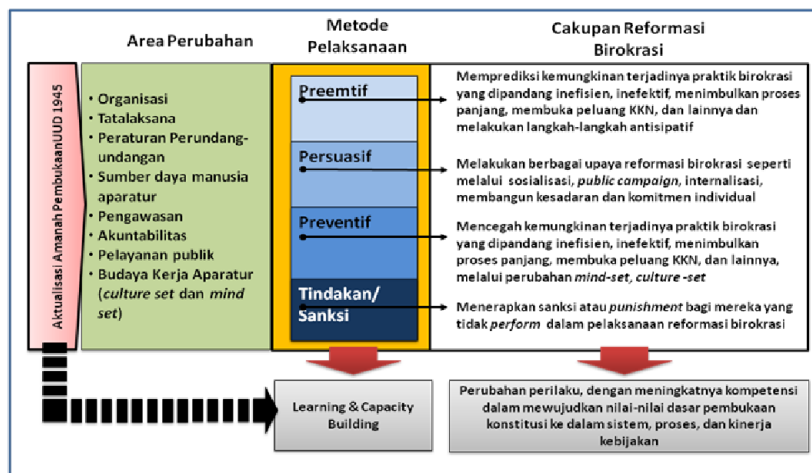 Area Perubahan
Metode
Pelaksanaan
Cakupan Reformasi
Birokrasi
Aktualisasi Amanah PembukaanUUD 1945
• Organisasi
• Tatalaksana
• Peraturan Perundang-
undangan
• Sumber daya manusia
aparatur
• Pengawasan
• Akuntabilitas
• Pelayanan publik
• Budaya Kerja Aparatur
(culture set dan mind
set)
Preemtif
Memprediksi kemungkinan terjadinya praktik birokrasi
yang dipandang inefisien, inefektif, menimbulkan proses
panjang, membuka peluang KKN, dan lainnya dan
melakukan langkah-langkah antisipatif
Persuasif
Melakukan berbagai upaya reformasi birokrasi seperti
melalui sosialisasi, public campaign, internalisasi,
membangun kesadaran dan komitmen individual
Preventif
Mencegah kemungkinan terjadinya praktik birokrasi
yang dipandang inefisien, inefektif, menimbulkan
proses panjang, membuka peluang KKN, dan lainnya,
melalui perubahan mind-set, culture -set
Tindakan/
Sanksi
Menerapkan sanksi atau punishment bagi mereka yang
tidak perform dalam pelaksanaan reformasi birokrasi
Learning & Capacity
Building
Perubahan perilaku, dengan meningkatnya kompetensi
dalam mewujudkan nilai-nilai dasar pembukaan
konstitusi ke dalam sistem, proses, dan kinerja
kebijakan